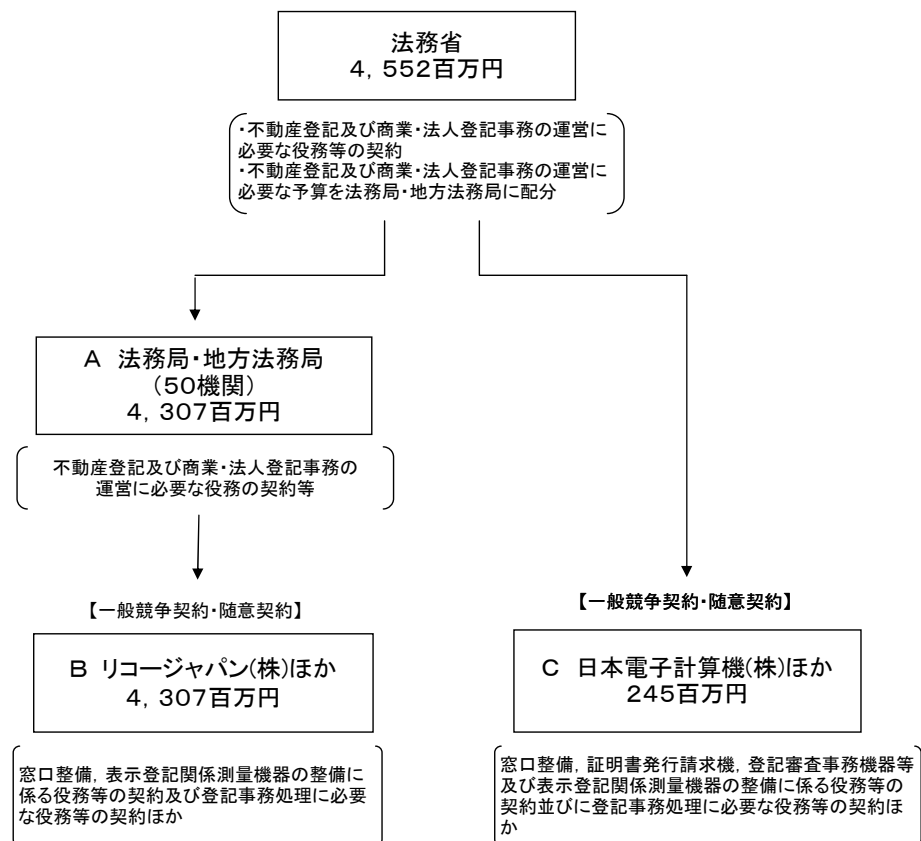 法務省
4，552百万円
・不動産登記及び商業・法人登記事務の運営に
必要な役務等の契約
・不動産登記及び商業・法人登記事務の運営に
必要な予算を法務局・地方法務局に配分
A　法務局・地方法務局
（50機関）
4，307百万円
不動産登記及び商業・法人登記事務の
運営に必要な役務の契約等
【一般競争契約・随意契約】
B　リコージャパン(株)ほか
4，307百万円
窓口整備，表示登記関係測量機器の整備に
係る役務等の契約及び登記事務処理に必要
な役務等の契約ほか
【一般競争契約・随意契約】
C　日本電子計算機(株)ほか
245百万円
窓口整備，証明書発行請求機，登記審査事務機器等
及び表示登記関係測量機器の整備に係る役務等の
契約並びに登記事務処理に必要な役務等の契約ほ
か